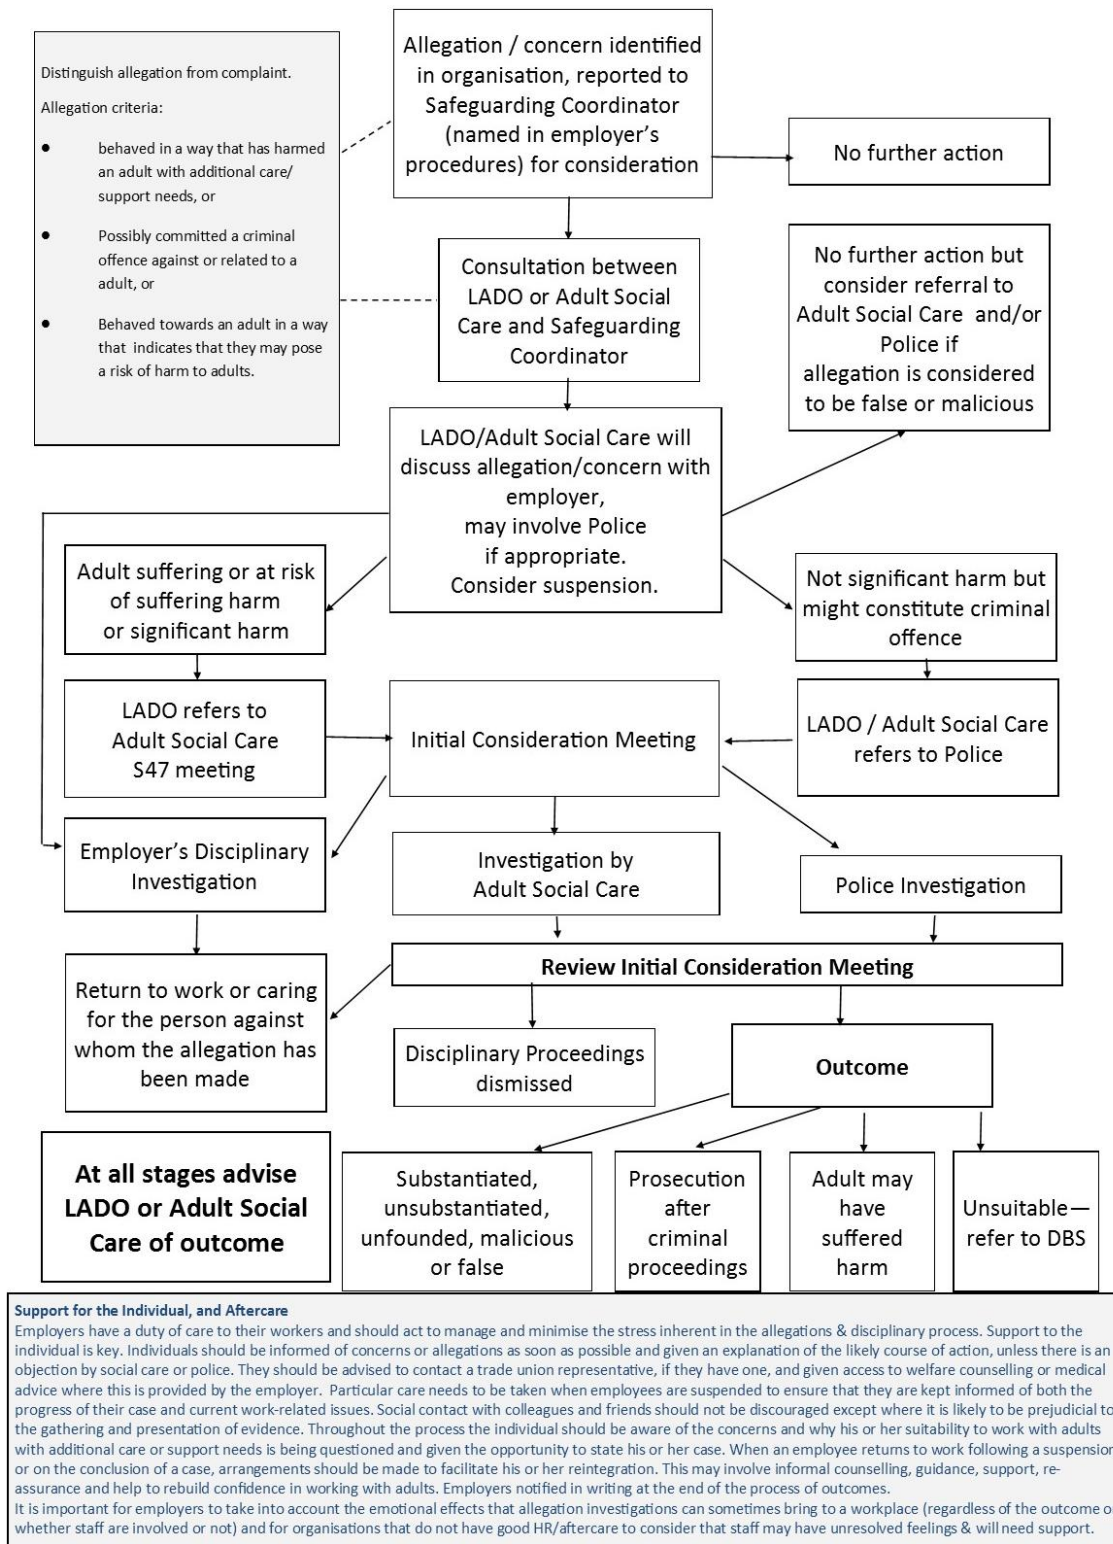 Distinguish allegation from complaint.
Allegation criteria:
● behaved in a way that has harmed
an adult with additional care/
support needs, or
● Possibly committed a criminal
offence against or related to a
adult, or
● Behaved towards an adult in a way
that indicates that they may pose
a risk of harm to adults.
Allegation / concern identified
in organisation, reported to
Safeguarding Coordinator
(named in employer's
procedures) for consideration
No further action
Consultation between
LADO or Adult Social
Care and Safeguarding
Coordinator
No further action but
consider referral to
Adult Social Care and/or
Police if
allegation is considered
to be false or malicious
LADO/Adult Social Care will
discuss allegation/concern with
employer,
may involve Police
if appropriate.
Consider suspension.
Adult suffering or at risk
of suffering harm
or significant harm
Not significant harm but
might constitute criminal
offence
LADO refers to
Adult Social Care
S47 meeting
Initial Consideration Meeting
LADO / Adult Social Care
refers to Police
Employer's Disciplinary
Investigation
Investigation by
Adult Social Care
Police Investigation
Review Initial Consideration Meeting
Return to work or caring
for the person against
whom the allegation has
been made
Disciplinary Proceedings
dismissed
Outcome
At all stages advise
LADO or Adult Social
Care of outcome
Substantiated,
unsubstantiated,
unfounded, malicious
or false
Prosecution
after
criminal
proceedings
Adult may
have
suffered
harm
Unsuitable—
refer to DBS
Support for the Individual, and Aftercare
Employers have a duty of care to their workers and should act to manage and minimise the stress inherent in the allegations & disciplinary process. Support to the
individual is key. Individuals should be informed of concerns or allegations as soon as possible and given an explanation of the likely course of action, unless there is an
objection by social care or police. They should be advised to contact a trade union representative, if they have one, and given access to welfare counselling or medical
advice where this is provided by the employer. Particular care needs to be taken when employees are suspended to ensure that they are kept informed of both the
progress of their case and current work-related issues. Social contact with colleagues and friends should not be discouraged except where it is likely to be prejudicial to
the gathering and presentation of evidence. Throughout the process the individual should be aware of the concerns and why his or her suitability to work with adults
with additional care or support needs is being questioned and given the opportunity to state his or her case. When an employee returns to work following a suspension
or on the conclusion of a case, arrangements should be made to facilitate his or her reintegration. This may involve informal counselling, guidance, support, re-
assurance and help to rebuild confidence in working with adults. Employers notified in writing at the end of the process of outcomes.
It is important for employers to take into account the emotional effects that allegation investigations can sometimes bring to a workplace (regardless of the outcome or
whether staff are involved or not) and for organisations that do not have good HR/aftercare to consider that staff may have unresolved feelings & will need support.